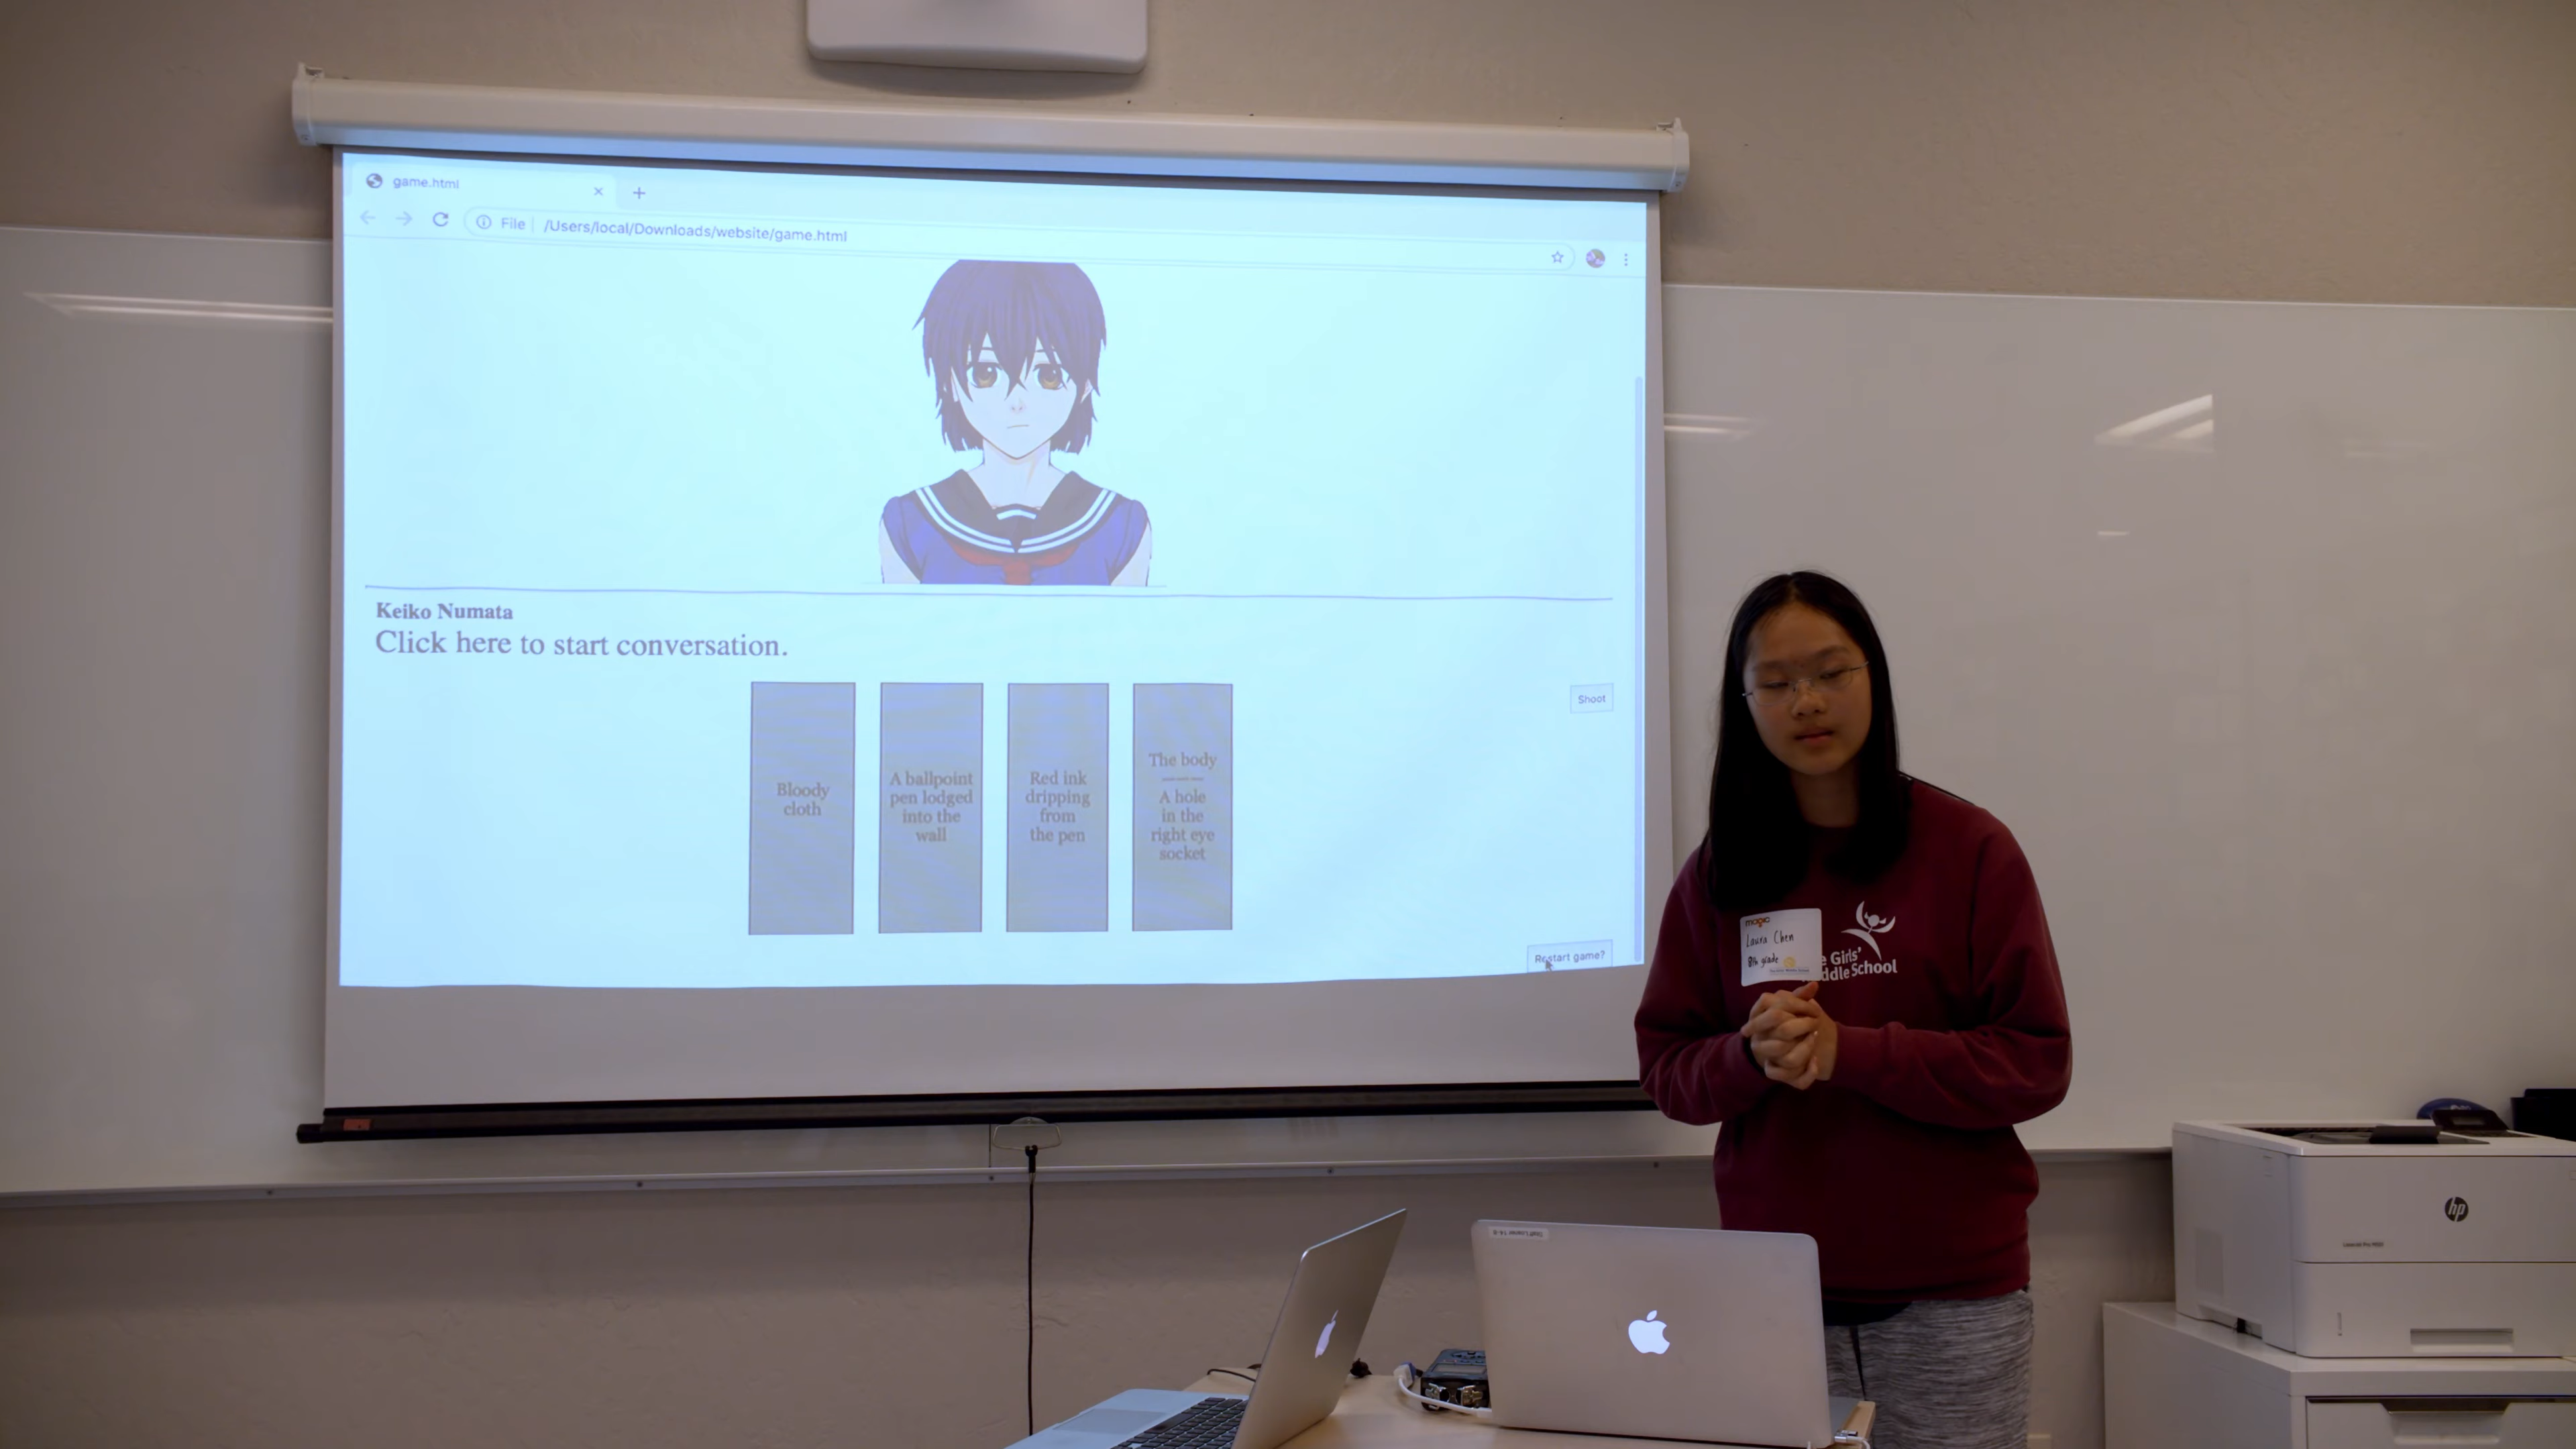 game.html
File
/Users/local/Downloads/website/game.html
Keiko Numata
Click here to start conversation.
Bloody
cloth
A ballpoint
pen lodged
into the
wall
Red ink
dripping
from
the pen
The body
A hole
in the
right eye
socket
Shoot
Restart game?
magic
Laura Chen
8th grade
e Girls'
ddle School
hp